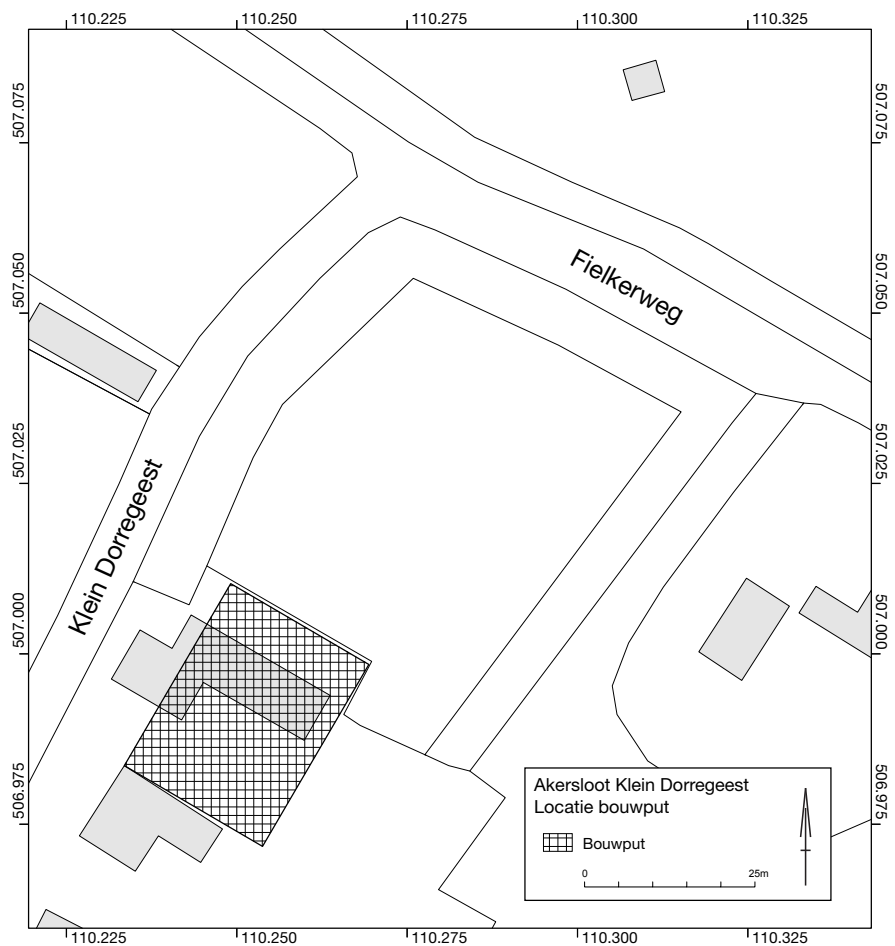 110.225 110.250 110.275 110.300 110.325
507.075 507.075
Fielkerweg
507.050 507.050
507.025 507.025
Klein Dorregeest
507.000 507.000
506.975 506.975
Akersloot Klein Dorregeest
Locatie bouwput
Bouwput
0 25m
110.225 110.250 110.275 110.300 110.325